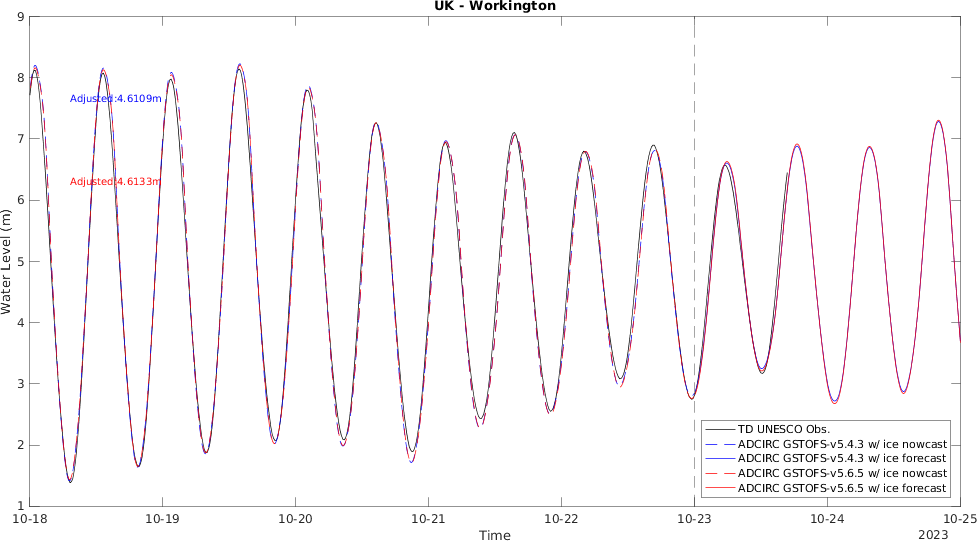 UK - Workington
9
8
7
6
5
4
3
2
1
Water Level (m)
Adjusted:4.6109m
Adjusted:4.6133m
TD UNESCO Obs.
ADCIRC GSTOFS-v5.4.3 w/ ice nowcast
ADCIRC GSTOFS-v5.4.3 w/ ice forecast
ADCIRC GSTOFS-v5.6.5 w/ ice nowcast
ADCIRC GSTOFS-v5.6.5 w/ ice forecast
10-18 10-19 10-20 10-21 10-22 10-23 10-24 10-25
Time
2023